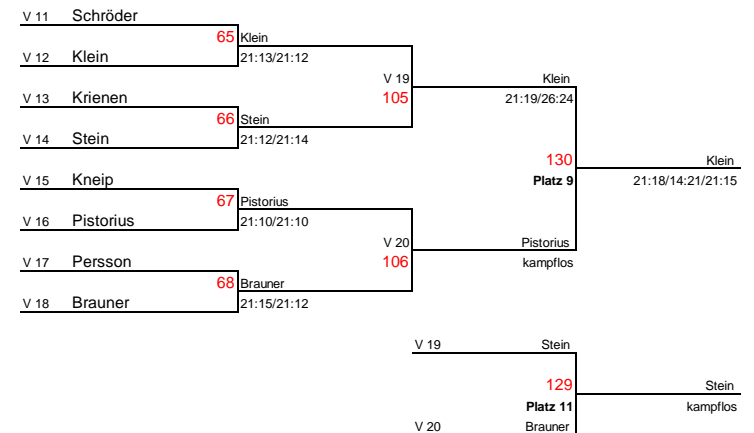 V 11 Schröder
65 Klein
V 12 Klein 21:13/21:12
V 19 Klein
V 13 Krienen 105 21:19/26:24
66 Stein
V 14 Stein 21:12/21:14
130 Klein
V 15 Kneip Platz 9 21:18/14:21/21:15
67 Pistorius
V 16 Pistorius 21:10/21:10
V 20 Pistorius
V 17 Persson 106 kampflos
68 Brauner
V 18 Brauner 21:15/21:12
V 19 Stein
129 Stein
Platz 11 kampflos
V 20 Brauner